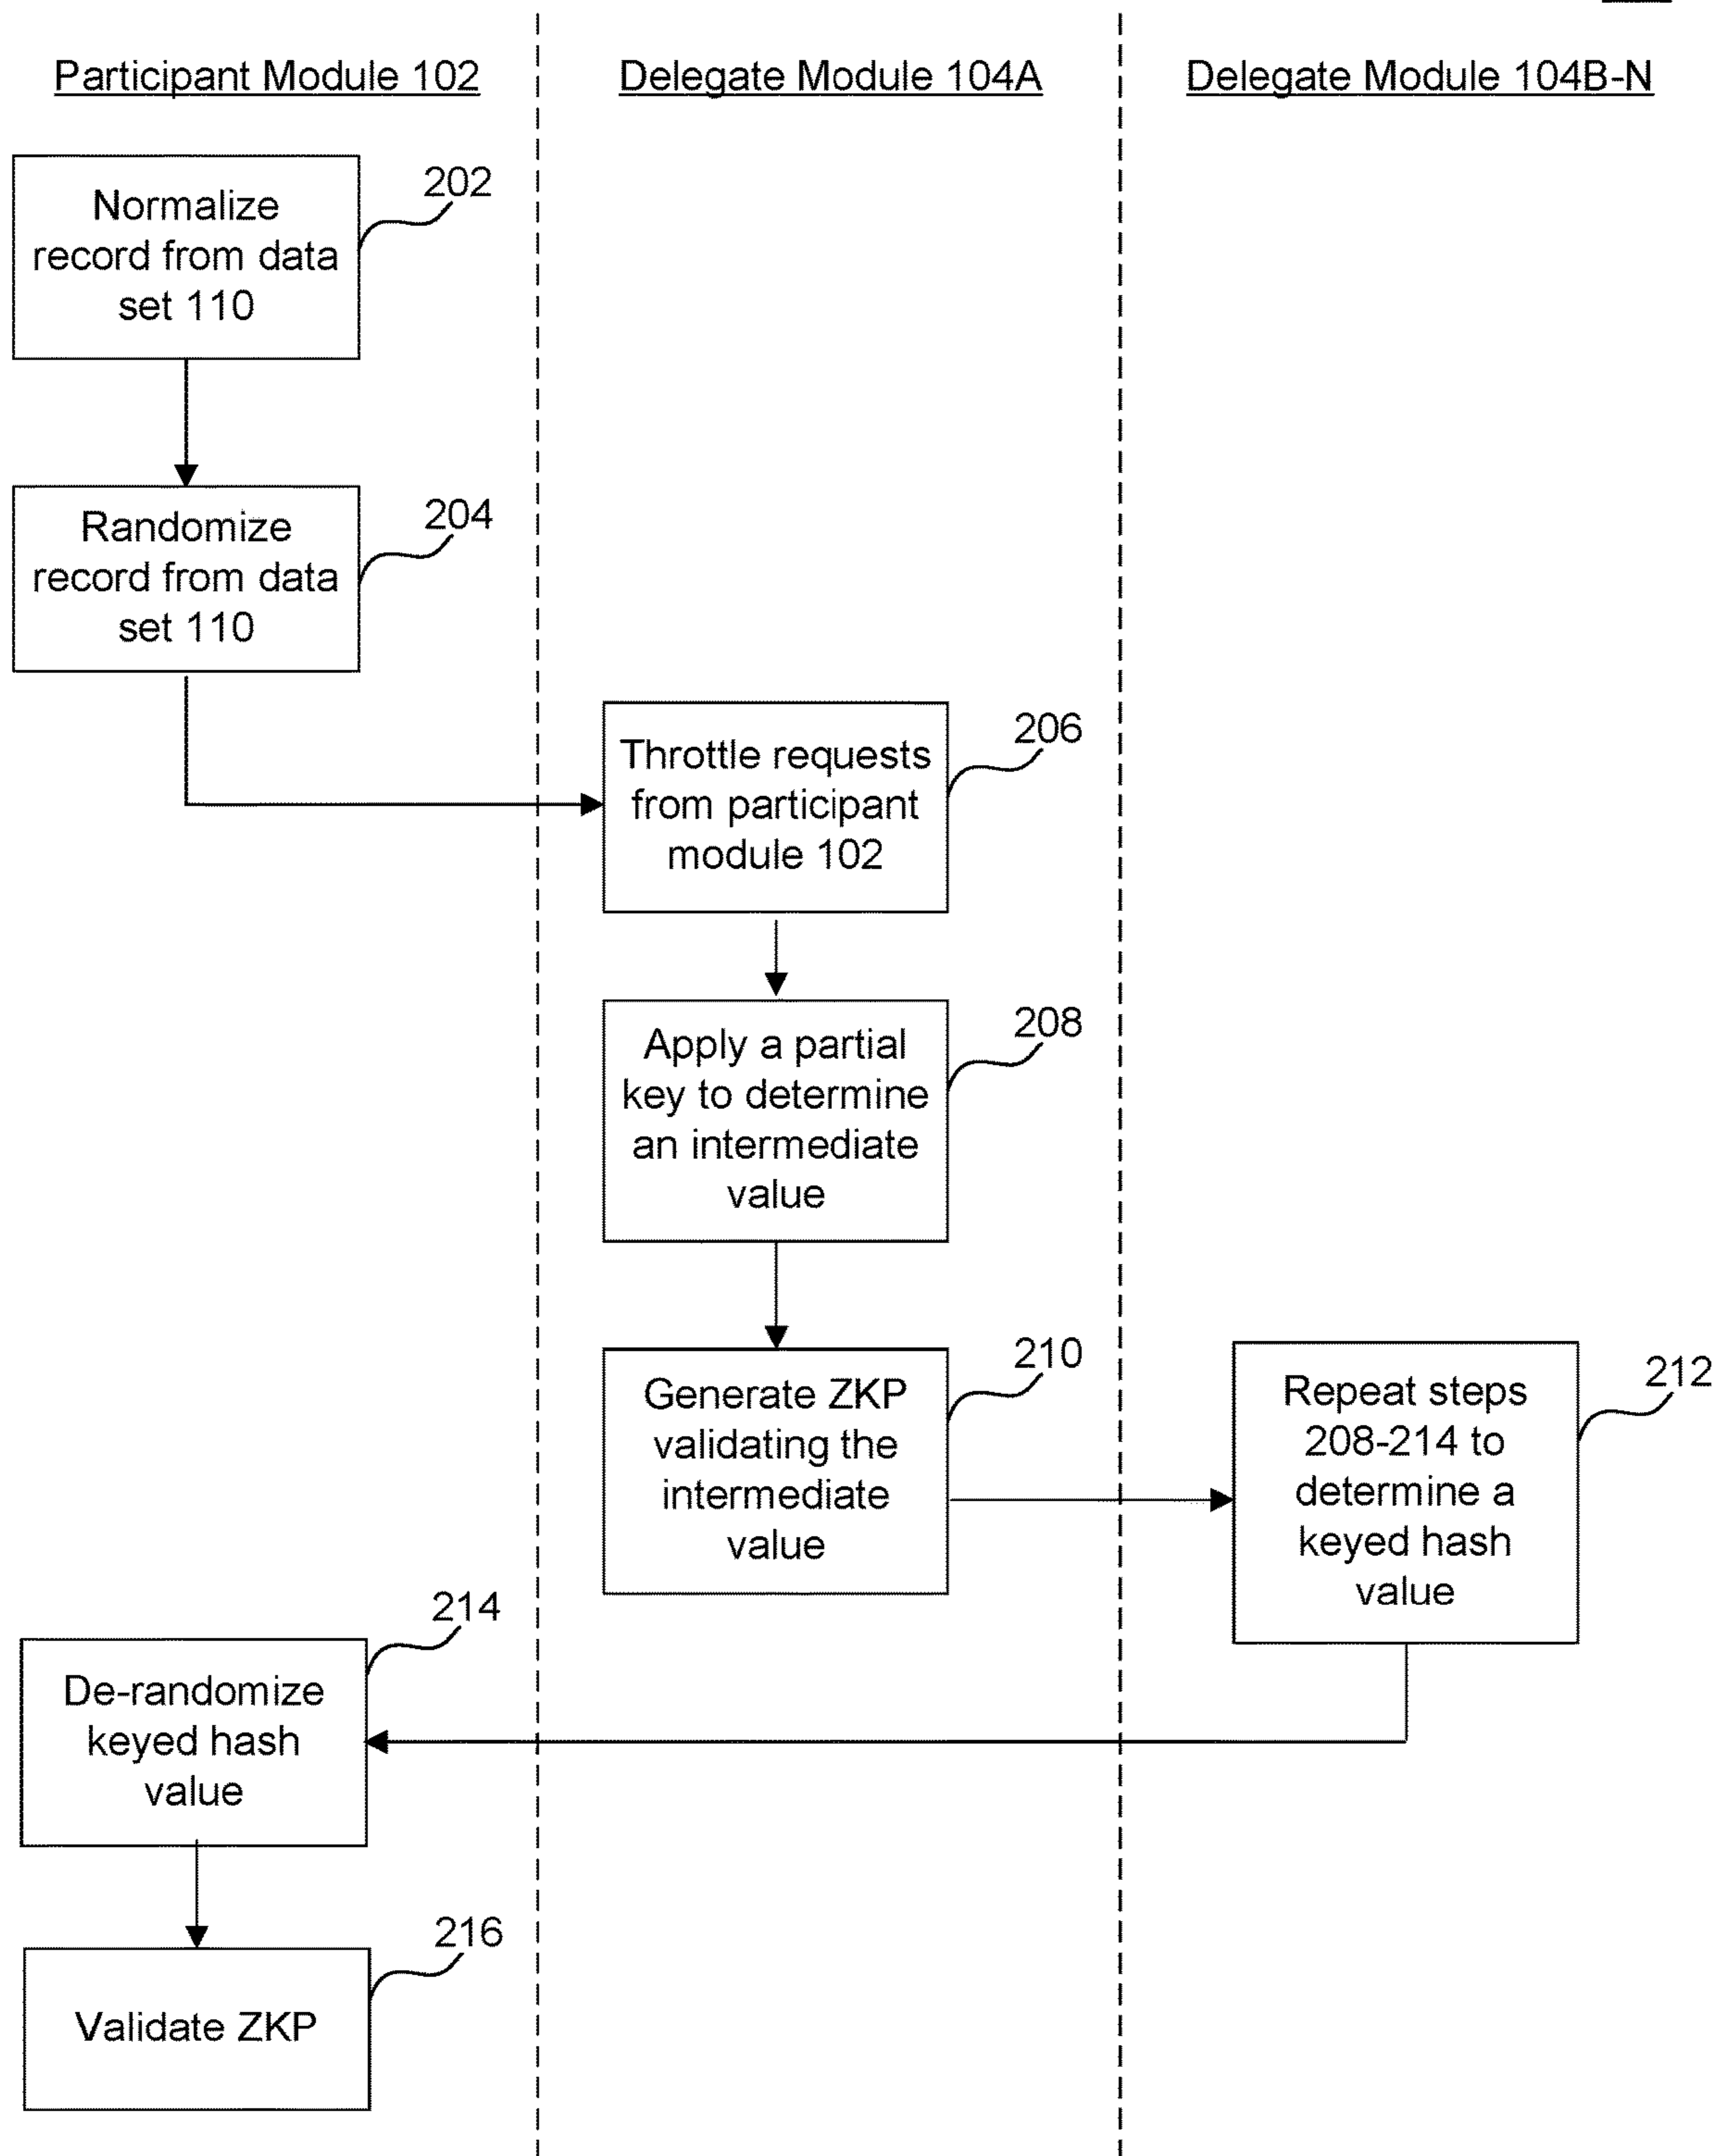 Participant Module 102
Delegate Module 104A
Delegate Module 104B-N
202
Normalize
record from data
set 110
204
Randomize
record from data
set 110
206
Throttle requests
from participant
module 102
208
Apply a partial
key to determine
an intermediate
value
210
Generate ZKP
validating the
intermediate
value
212
Repeat steps
208-214 to
determine a
keyed hash
value
214
De-randomize
keyed hash
value
216
Validate ZKP